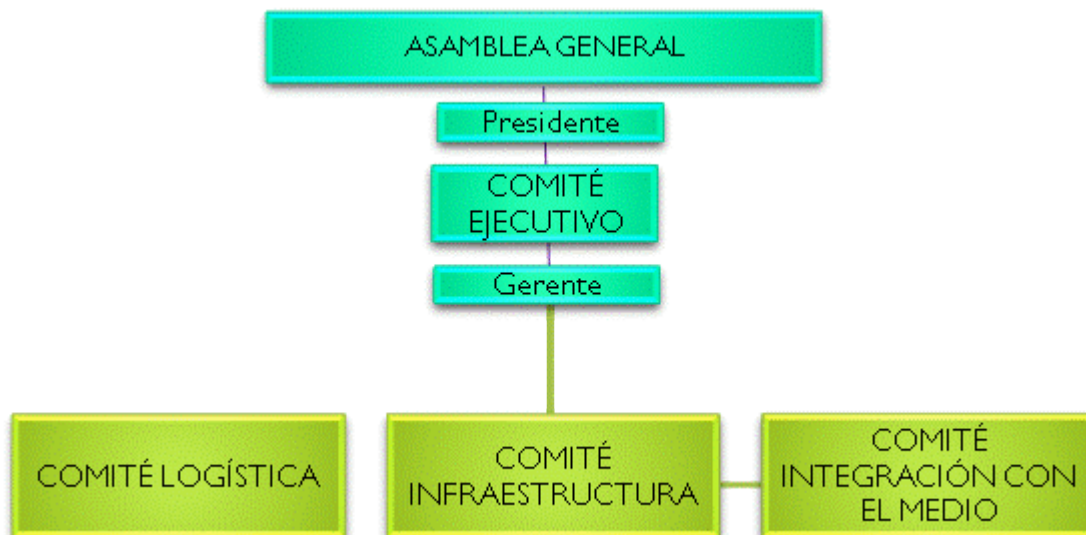 ASAMBLEA GENERAL
Presidente
COMITÉ
EJECUTIVO
Gerente
COMITÉ LOGÍSTICA
COMITÉ
INFRAESTRUCTURA
COMITÉ
INTEGRACIÓN CON
EL MEDIO